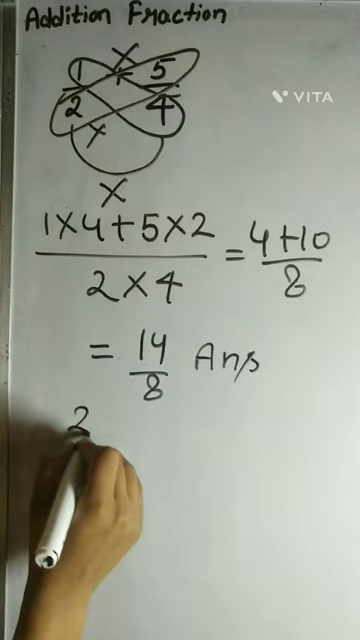 Addition Fraction
1/2 + 5/4
× × ×
VITA
1×4+5×2/2×4 = 4+10/8
= 14/8 Ans
2